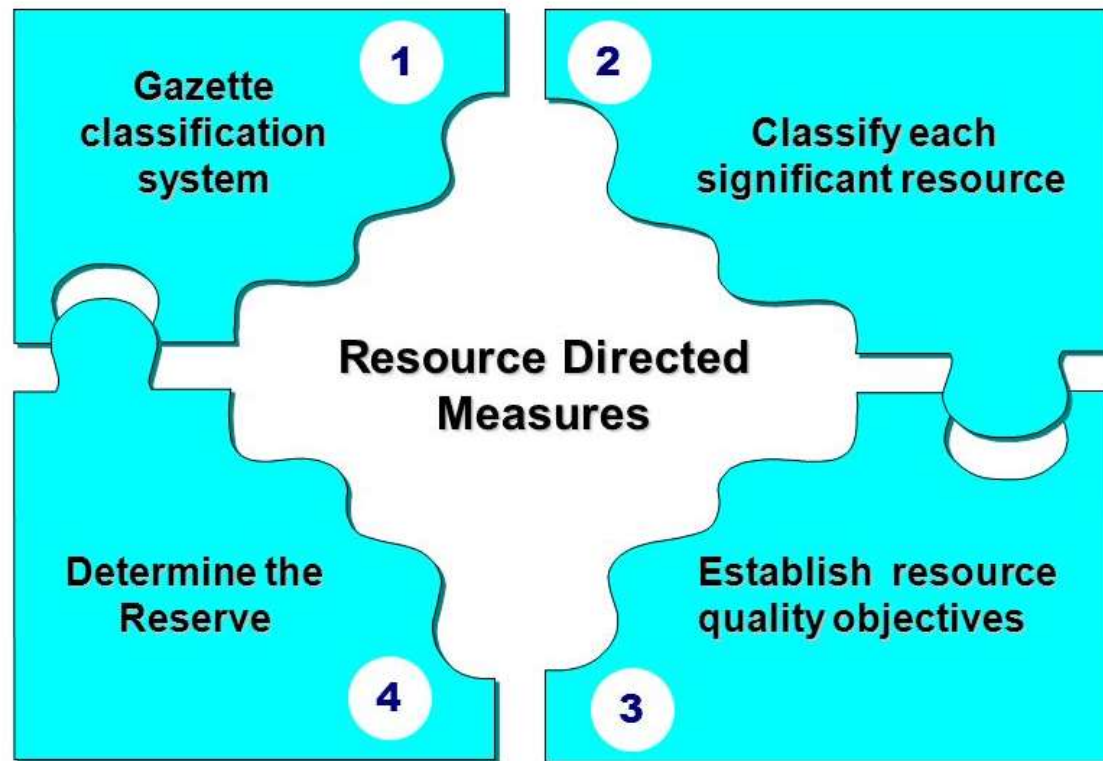 1
Gazette
classification
system
2
Classify each
significant resource
Resource Directed
Measures
Establish resource
quality objectives
3
Determine the
Reserve
4